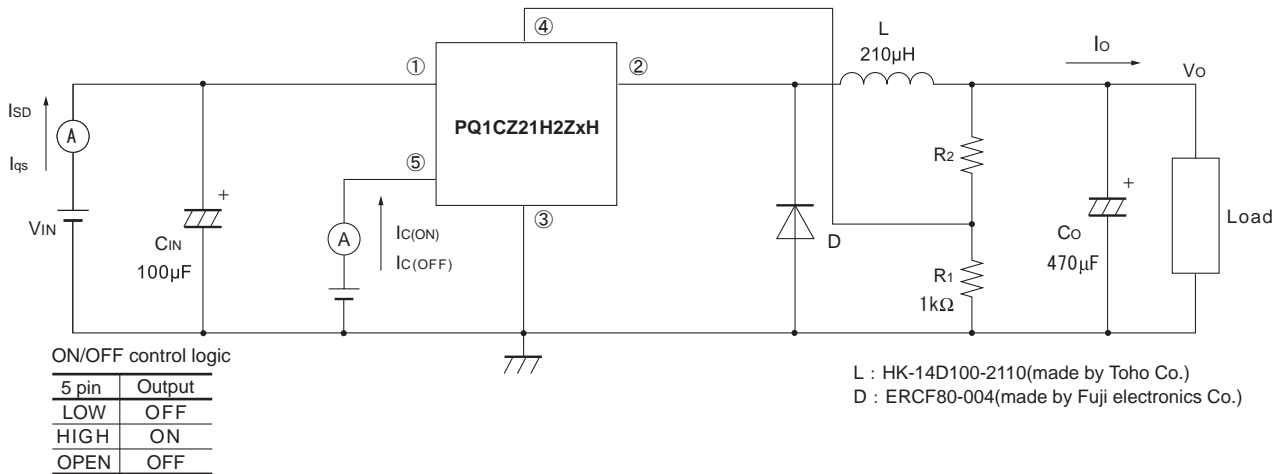 ④
L
210μH
IO
①
②
VO
ISD
A
Iqs
PQ1CZ21H2ZxH
R2
⑤
+
+
③
VIN
CIN
100μF
A
IC(ON)
IC(OFF)
D
CO
470μF
Load
R1
1kΩ
ON/OFF control logic
5 pin Output
LOW OFF
HIGH ON
OPEN OFF
L : HK-14D100-2110(made by Toho Co.)
D : ERCF80-004(made by Fuji electronics Co.)